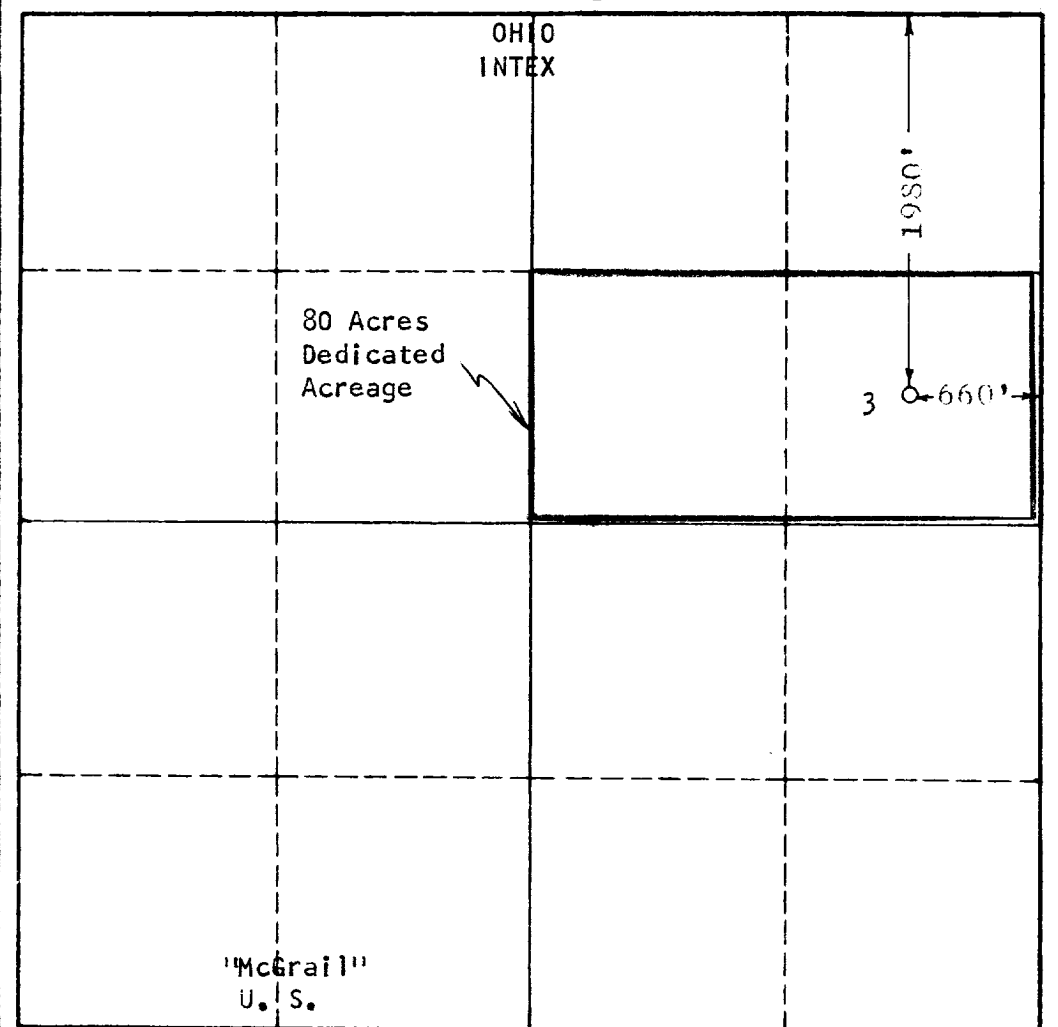 OHIO
INTEX
1980'
80 Acres
Dedicated
Acreage
3
660'
"McGrail"
U. S.